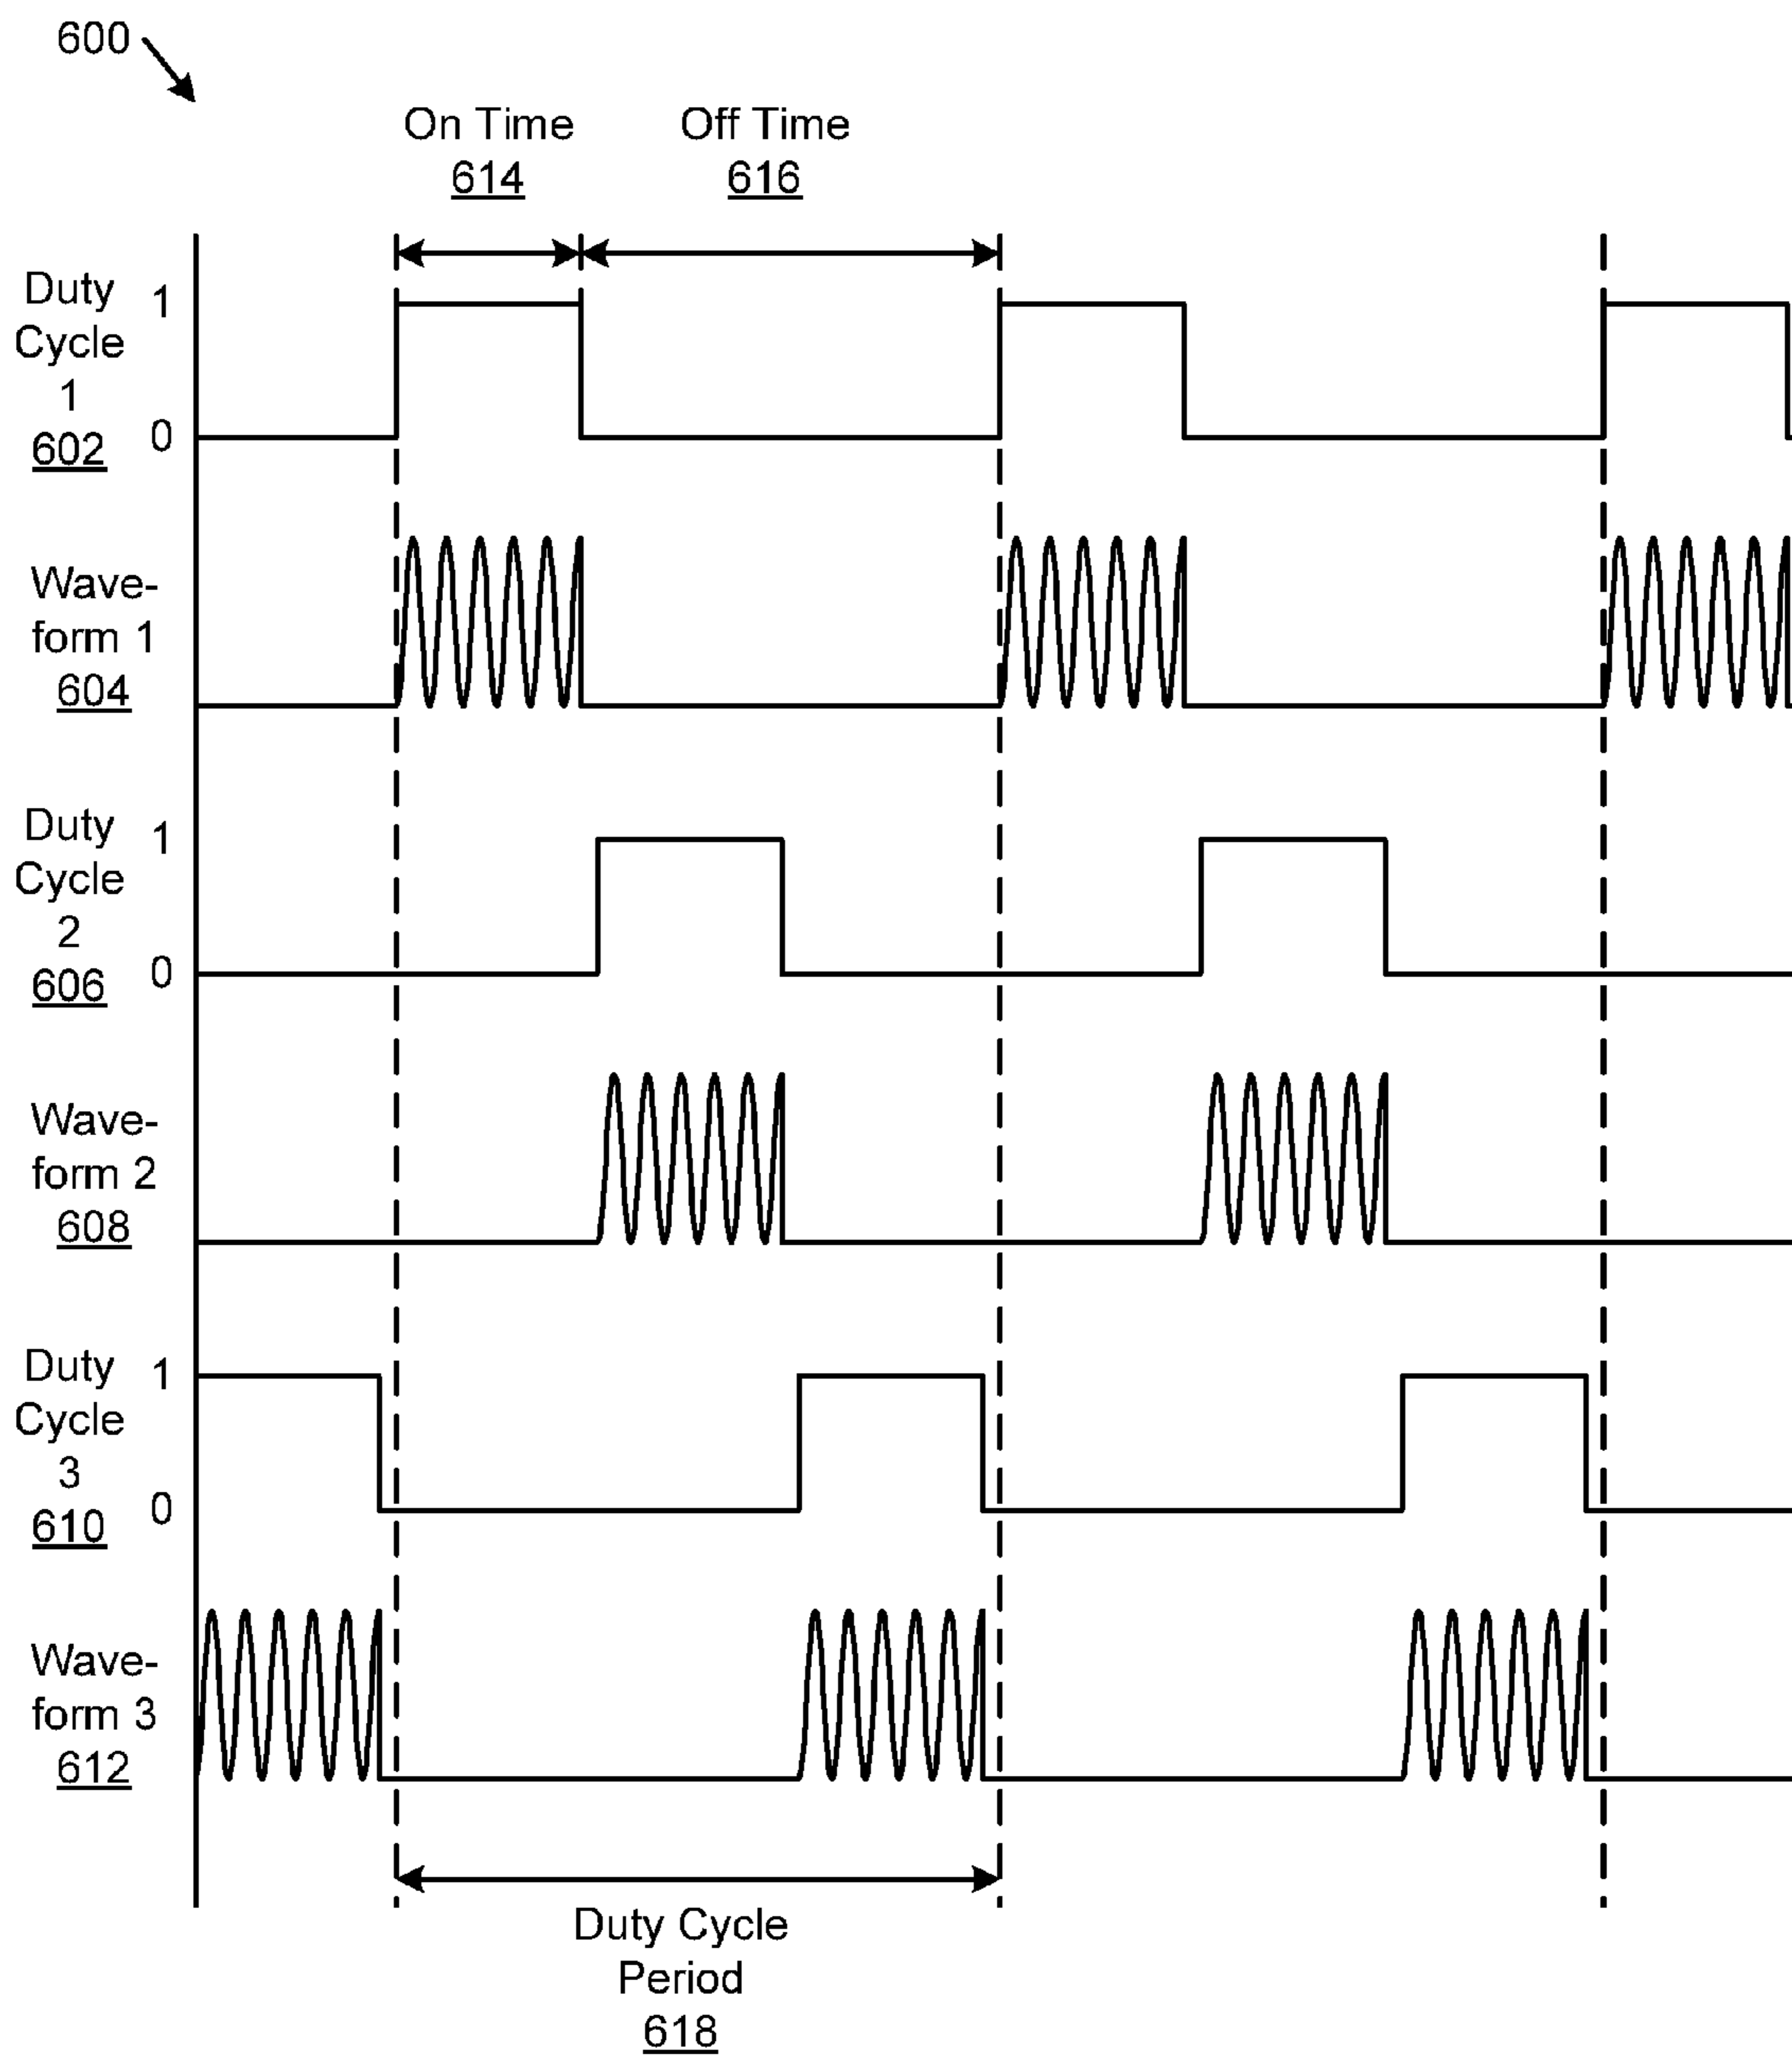 600
On Time
614
Off Time
616
Duty
Cycle
1
602
1
0
Wave-
form 1
604
Duty
Cycle
2
606
1
0
Wave-
form 2
608
Duty
Cycle
3
610
1
0
Wave-
form 3
612
Duty Cycle
Period
618